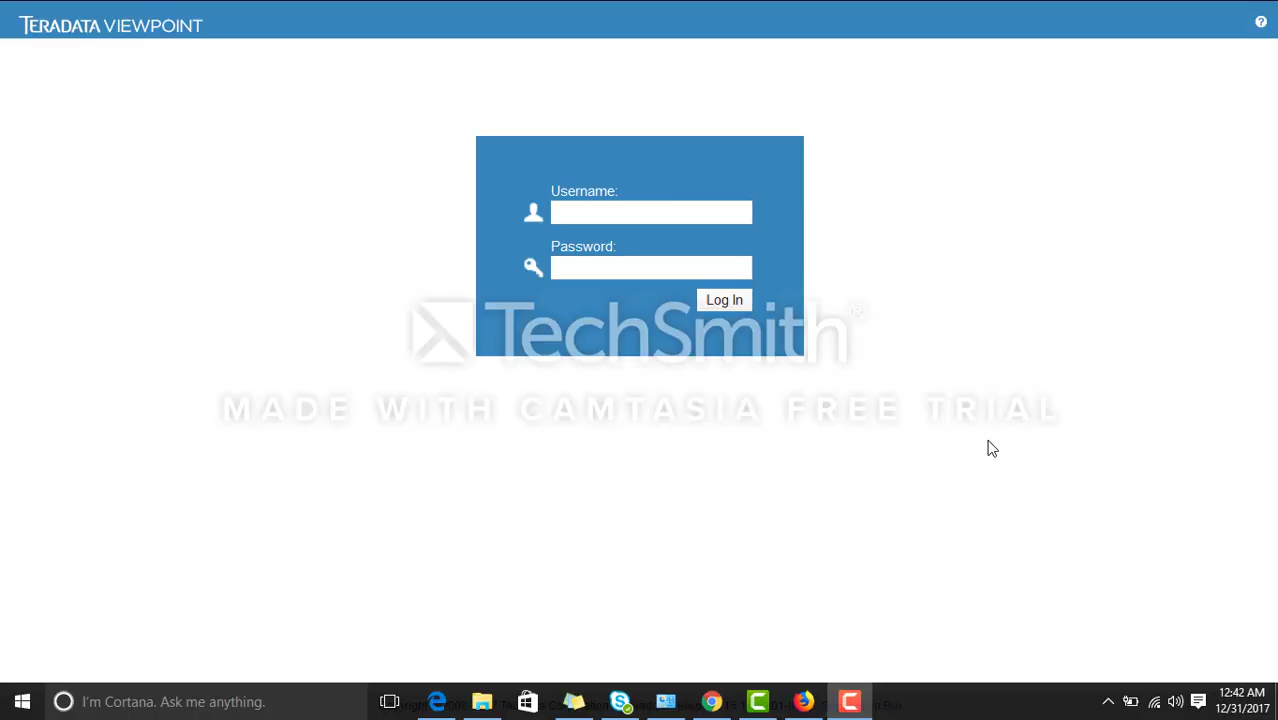 TERADATA VIEWPOINT
Username:
Password:
Log In
TechSmith®
MADE WITH CAMTASIA FREE TRIAL
I'm Cortana. Ask me anything.
12:42 AM
12/31/2017